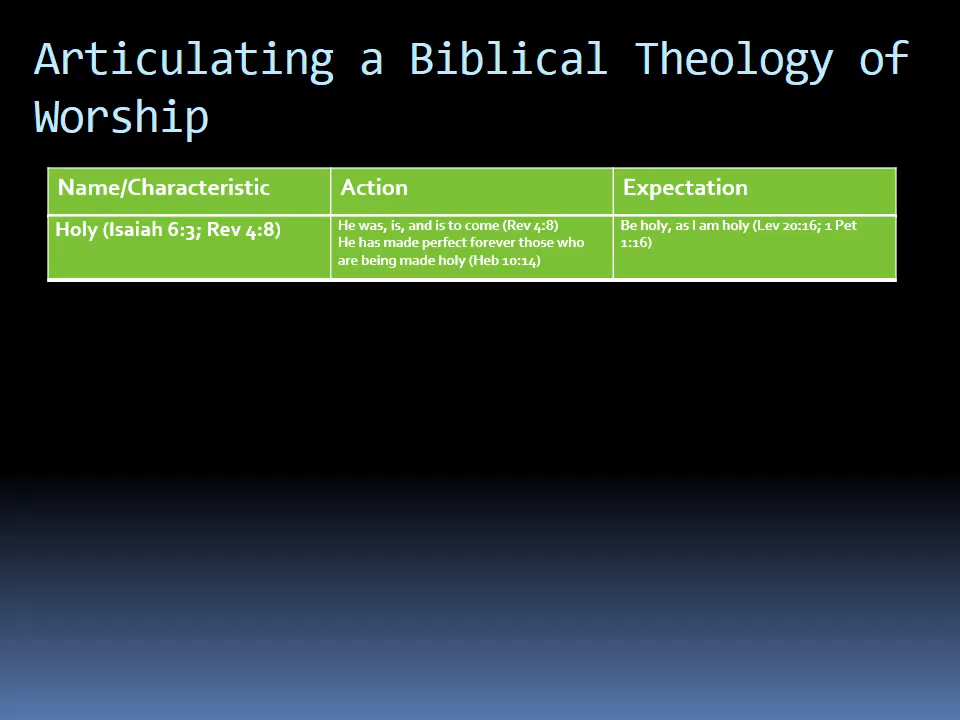 Articulating a Biblical Theology of
Worship
Name/Characteristic Action Expectation
Holy (Isaiah 6:3; Rev 4:8)
He was, is, and is to come (Rev 4:8)
He has made perfect forever those who
are being made holy (Heb 10:14)
Be holy, as I am holy (Lev 20:16; 1 Pet
1:16)